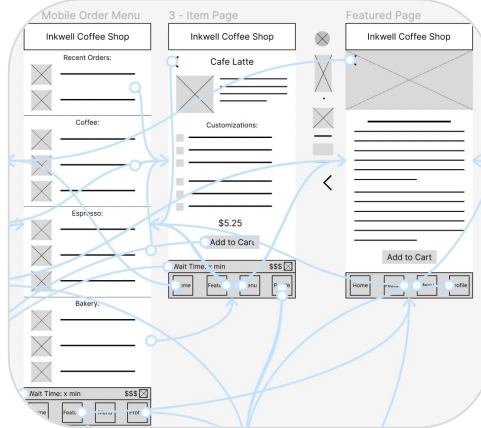 Mobile Order Menu
Inkwell Coffee Shop
Recent Orders:
Coffee:
Espresso:
Bakery:
Wait Time: x min $$$
3 - Item Page
Inkwell Coffee Shop
Cafe Latte
Customizations:
$5.25
Add to Cart
Wait Time: x min $$$
Featured Page
Inkwell Coffee Shop
Add to Cart
Home Profile